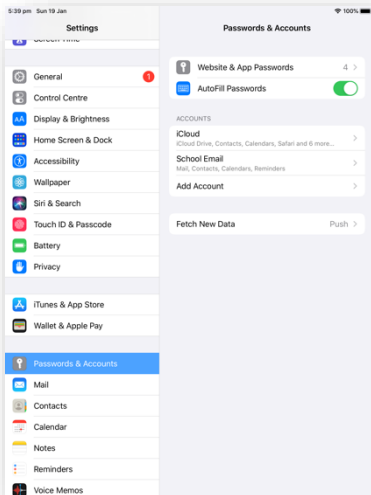 5:39 pm Sun 19 Jan
100%
Settings
Screen Time
General
1
Control Centre
AA Display & Brightness
Home Screen & Dock
Accessibility
Wallpaper
Siri & Search
Touch ID & Passcode
Battery
Privacy
iTunes & App Store
Wallet & Apple Pay
Passwords & Accounts
Mail
Contacts
Calendar
Notes
Reminders
Voice Memos
Passwords & Accounts
Website & App Passwords 4
AutoFill Passwords
ACCOUNTS
iCloud
iCloud Drive, Contacts, Calendars, Safari and 6 more...
School Email
Mail, Contacts, Calendars, Reminders
Add Account
Fetch New Data Push